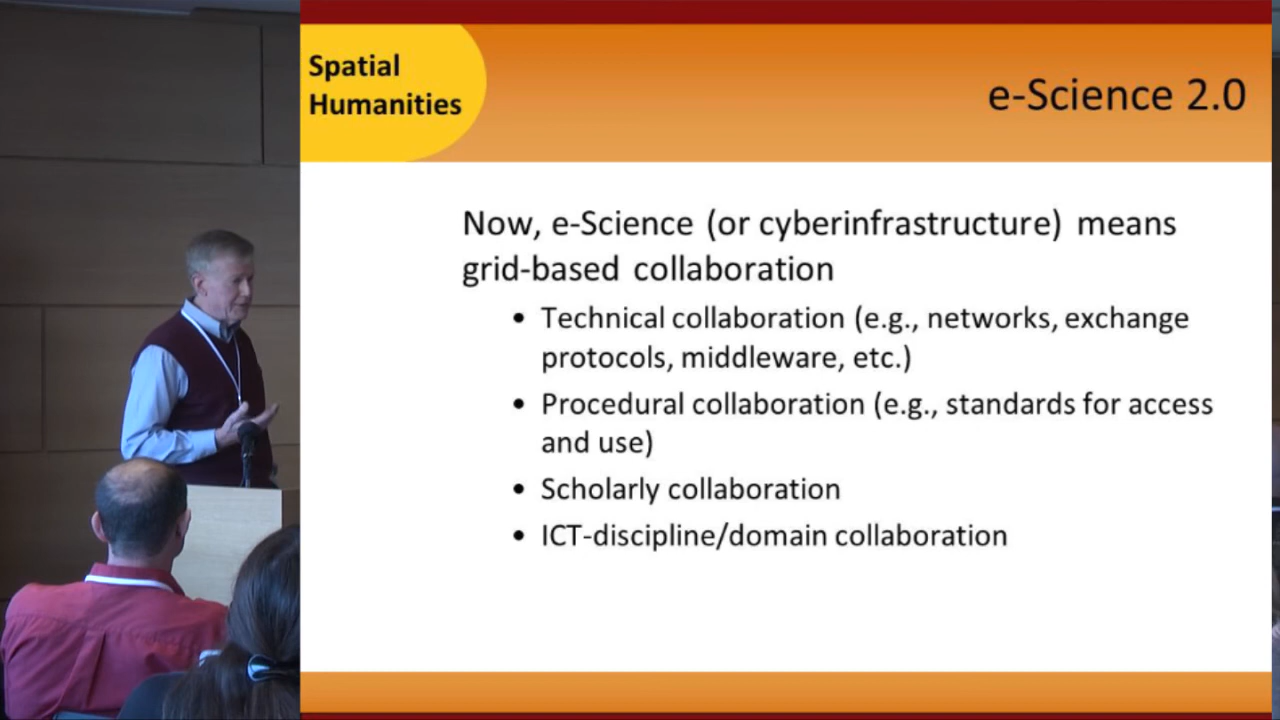 Spatial
Humanities
e-Science 2.0
Now, e-Science (or cyberinfrastructure) means
grid-based collaboration
• Technical collaboration (e.g., networks, exchange
protocols, middleware, etc.)
• Procedural collaboration (e.g., standards for access
and use)
• Scholarly collaboration
• ICT-discipline/domain collaboration